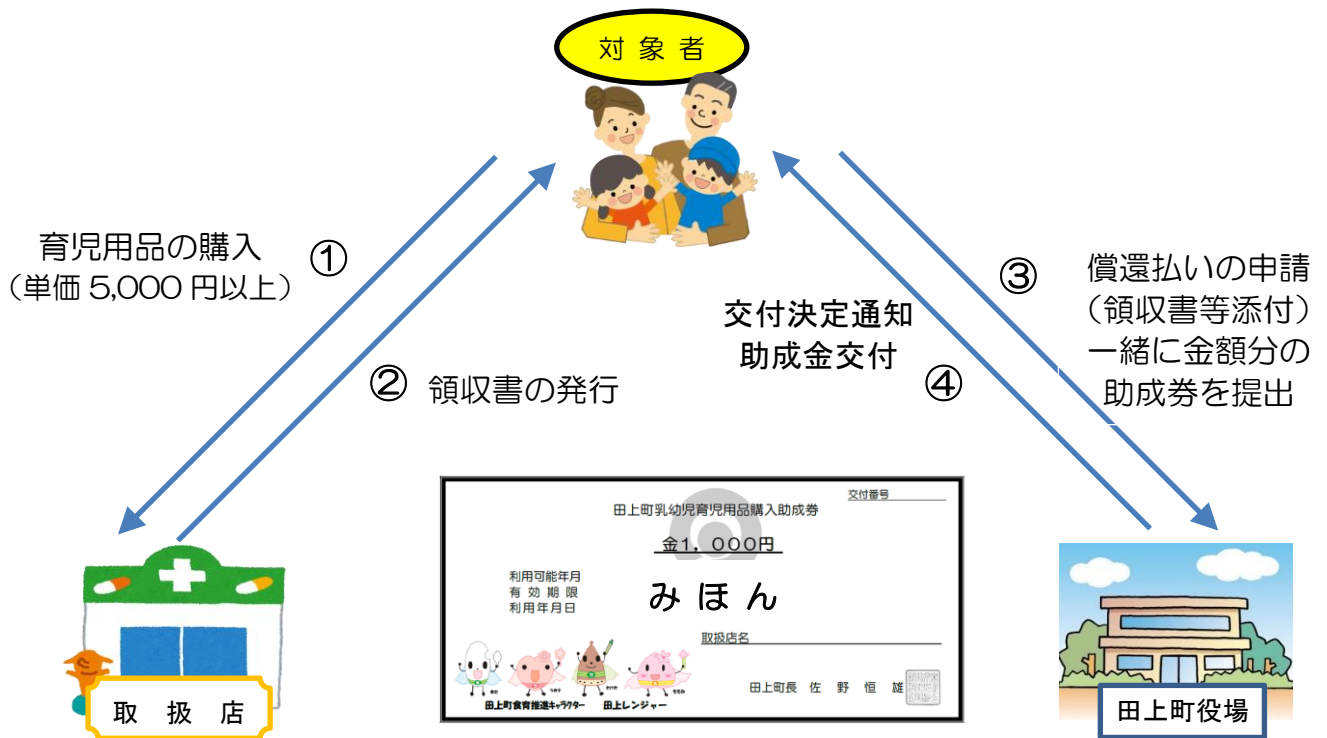 対 象 者
育児用品の購入
（単価 5,000 円以上）
①
② 領収書の発行
③
償還払いの申請
（領収書等添付）
一緒に金額分の
助成券を提出
交付決定通知
助成金交付
④
交付番号
田上町乳幼児育児用品購入助成券
金1，000円
利用可能年月
有 効 期 限
利用年月日
み ほ ん
取扱店名
田上町長 佐 野 恒 雄
田上町食育推進キャラクター 田上レンジャー
取 扱 店
田上町役場